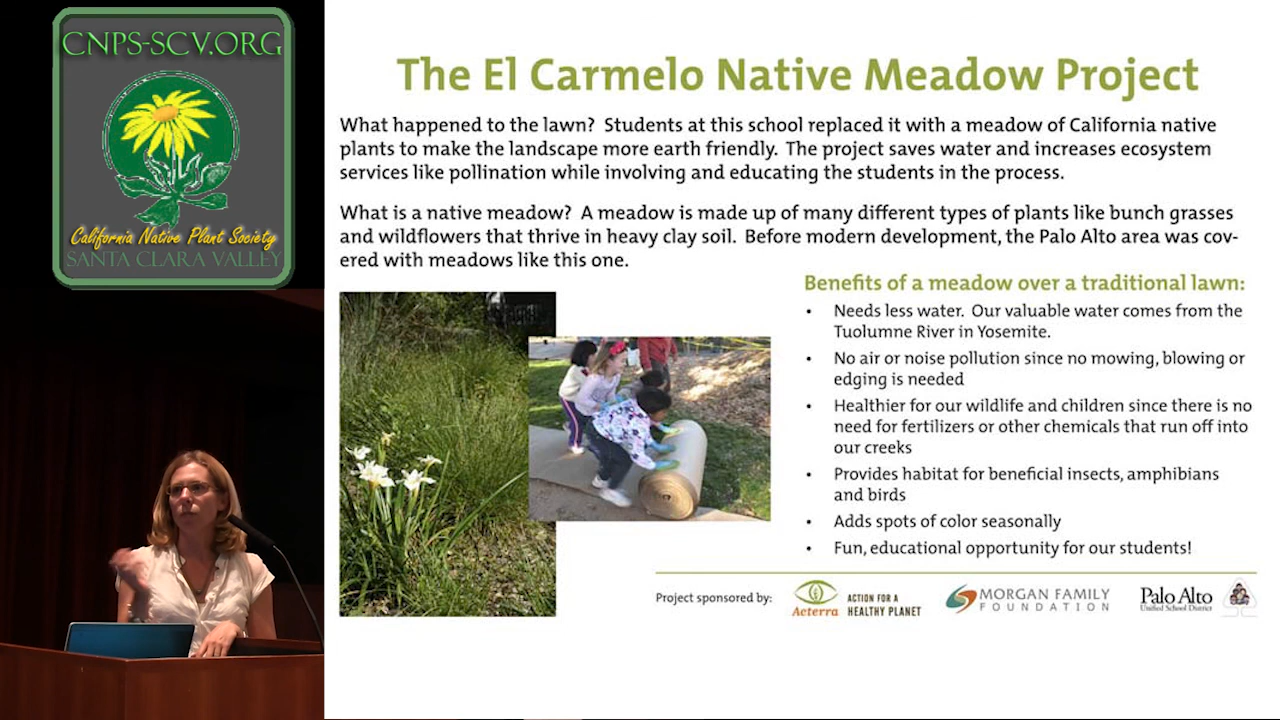 CNPS-SCV.ORG
California Native Plant Society
SANTA CLARA VALLEY
The El Carmelo Native Meadow Project
What happened to the lawn? Students at this school replaced it with a meadow of California native
plants to make the landscape more earth friendly. The project saves water and increases ecosystem
services like pollination while involving and educating the students in the process.
What is a native meadow? A meadow is made up of many different types of plants like bunch grasses
and wildflowers that thrive in heavy clay soil. Before modern development, the Palo Alto area was cov-
ered with meadows like this one.
Benefits of a meadow over a traditional lawn:
• Needs less water. Our valuable water comes from the
Tuolumne River in Yosemite.
• No air or noise pollution since no mowing, blowing or
edging is needed
• Healthier for our wildlife and children since there is no
need for fertilizers or other chemicals that run off into
our creeks
• Provides habitat for beneficial insects, amphibians
and birds
• Adds spots of color seasonally
• Fun, educational opportunity for our students!
Project sponsored by:
Acterra
ACTION FOR A
HEALTHY PLANET
MORGAN FAMILY
FOUNDATION
Palo Alto
Unified School District